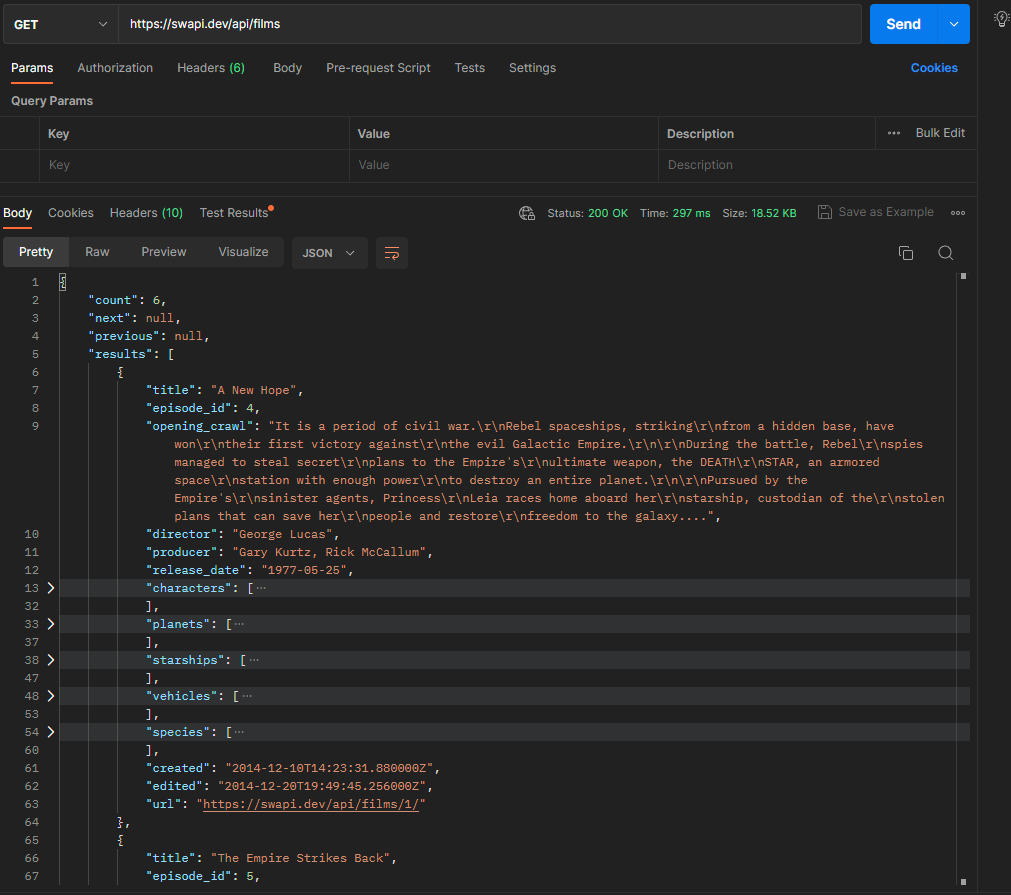 GET https://swapi.dev/api/films Send
Params Authorization Headers (6) Body Pre-request Script Tests Settings Cookies
Query Params
Key Value Description ••• Bulk Edit
Key Value Description
Body Cookies Headers (10) Test Results Status: 200 OK Time: 297 ms Size: 18.52 KB Save as Example •••
Pretty Raw Preview Visualize JSON
1 {
2 "count": 6,
3 "next": null,
4 "previous": null,
5 "results": [
6 {
7 "title": "A New Hope",
8 "episode_id": 4,
9 "opening_crawl": "It is a period of civil war.\r\nRebel spaceships, striking\r\nfrom a hidden base, have
won\r\ntheir first victory against\r\nthe evil Galactic Empire.\r\n\r\nDuring the battle, Rebel\r\nspies
managed to steal secret\r\nplans to the Empire's\r\nultimate weapon, the DEATH\r\nSTAR, an armored
space\r\nstation with enough power\r\nto destroy an entire planet.\r\n\r\nPursued by the
Empire's\r\nsinister agents, Princess\r\nLeia races home aboard her\r\nstarship, custodian of the\r\nstolen
plans that can save her\r\npeople and restore\r\nfreedom to the galaxy....",
10 "director": "George Lucas",
11 "producer": "Gary Kurtz, Rick McCallum",
12 "release_date": "1977-05-25",
13 "characters": [ ···
32 ],
33 "planets": [ ···
37 ],
38 "starships": [ ···
47 ],
48 "vehicles": [ ···
53 ],
54 "species": [ ···
60 ],
61 "created": "2014-12-10T14:23:31.880000Z",
62 "edited": "2014-12-20T19:49:45.256000Z",
63 "url": "https://swapi.dev/api/films/1/"
64 },
65 {
66 "title": "The Empire Strikes Back",
67 "episode_id": 5,